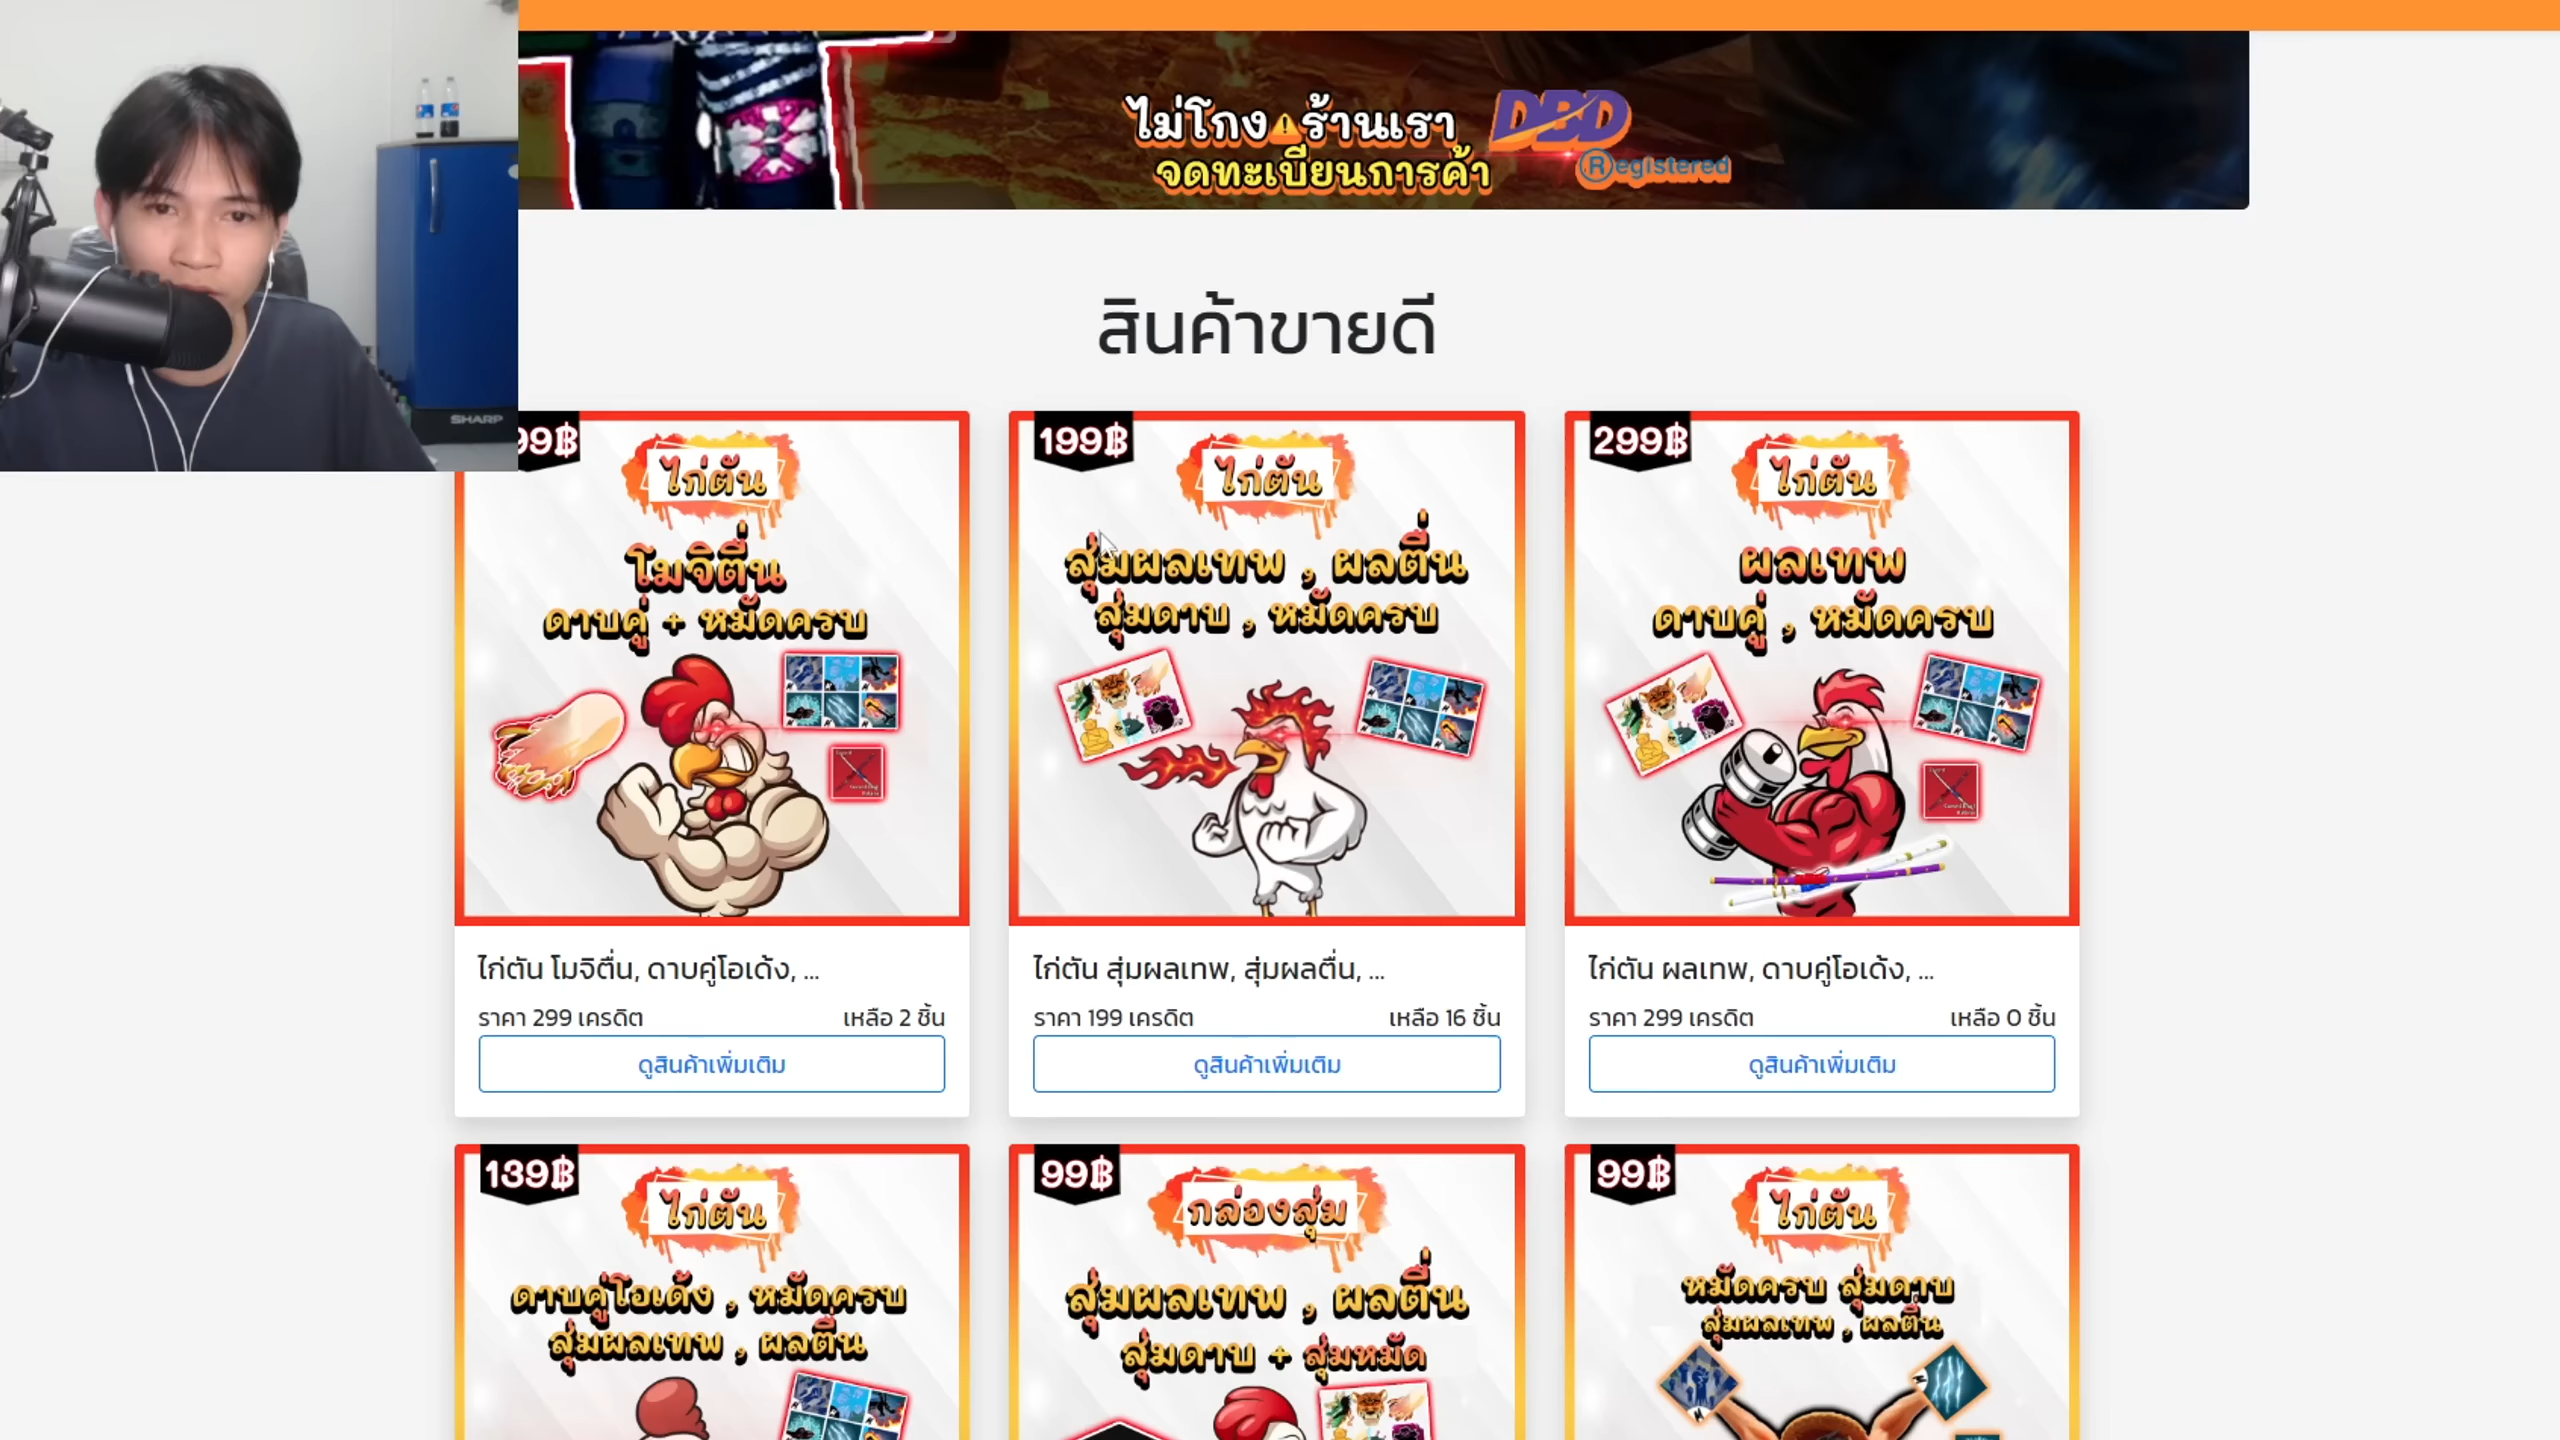 ไม่โกง⚠ร้านเรา
จดทะเบียนการค้า
DBD
Registered
SHARP
สินค้าขายดี
99฿
ไก่ตัน
โมจิตื่น
ดาบคู่ + หมัดครบ
ไก่ตัน โมจิตื่น, ดาบคู่โอเด้ง, ...
ราคา 299 เครดิต
เหลือ 2 ชิ้น
ดูสินค้าเพิ่มเติม
199฿
ไก่ตัน
สุ่มผลเทพ , ผลตื่น
สุ่มดาบ , หมัดครบ
ไก่ตัน สุ่มผลเทพ, สุ่มผลตื่น, ...
ราคา 199 เครดิต
เหลือ 16 ชิ้น
ดูสินค้าเพิ่มเติม
299฿
ไก่ตัน
ผลเทพ
ดาบคู่ , หมัดครบ
ไก่ตัน ผลเทพ, ดาบคู่โอเด้ง, ...
ราคา 299 เครดิต
เหลือ 0 ชิ้น
ดูสินค้าเพิ่มเติม
139฿
ไก่ตัน
ดาบคู่โอเด้ง , หมัดครบ
สุ่มผลเทพ , ผลตื่น
99฿
กล่องสุ่ม
สุ่มผลเทพ , ผลตื่น
สุ่มดาบ + สุ่มหมัด
99฿
ไก่ตัน
หมัดครบ สุ่มดาบ
สุ่มผลเทพ , ผลตื่น